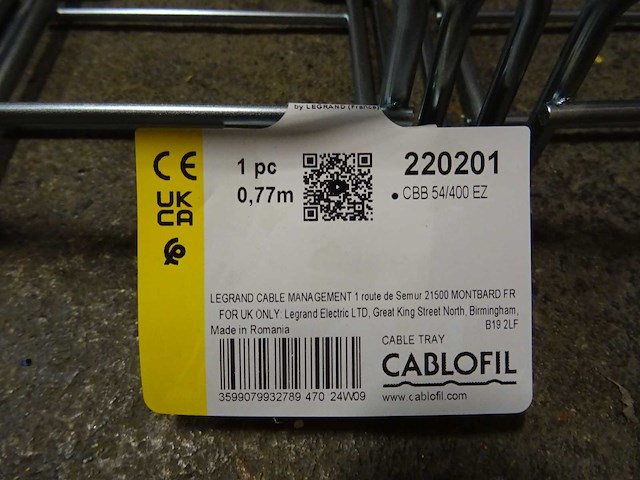 by LEGRAND (France)
CE
UK
CA
1 pc
0,77m
220201
• CBB 54/400 EZ
LEGRAND CABLE MANAGEMENT 1 route de Semur 21500 MONTBARD FR
FOR UK ONLY: Legrand Electric LTD, Great King Street North, Birmingham,
B19 2LF
Made in Romania
3599079932789 470 24W09
CABLE TRAY
CABLOFIL
www.cablofil.com